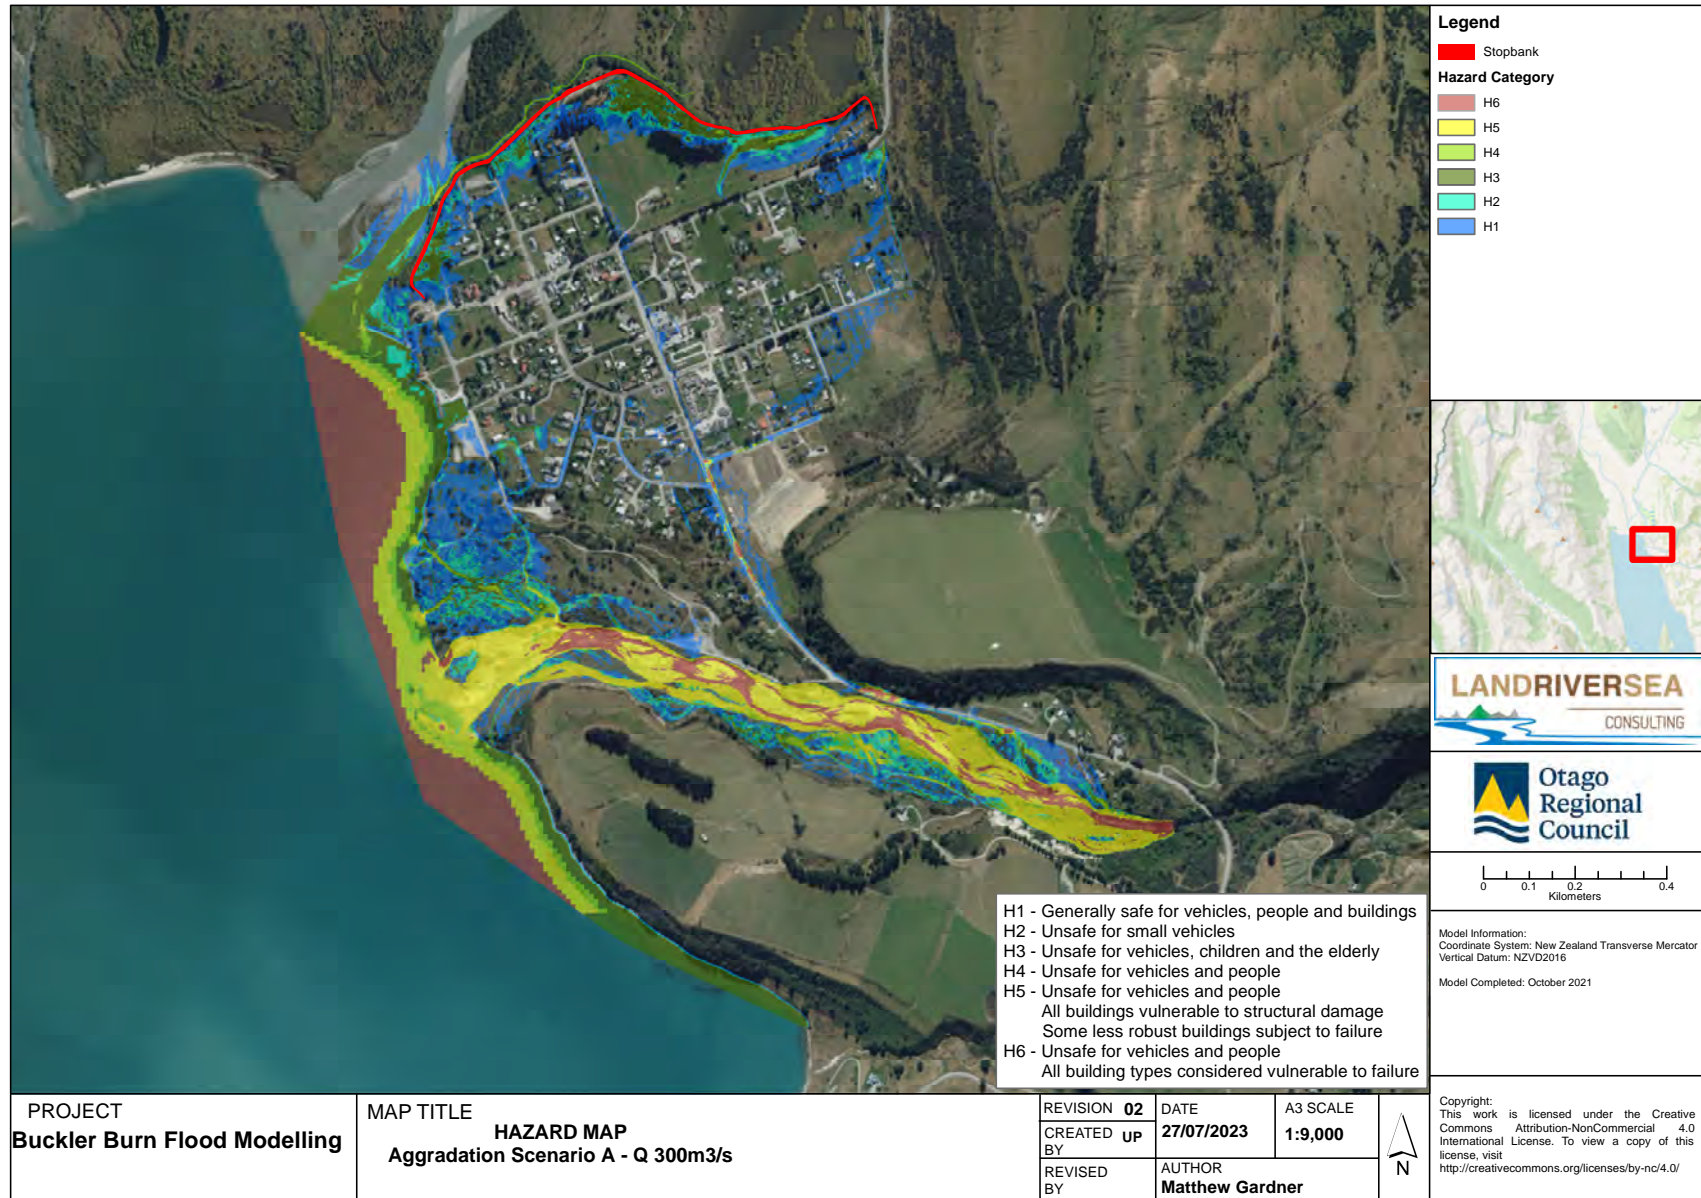 Legend
Stopbank
Hazard Category
H6
H5
H4
H3
H2
H1
LANDRIVERSEA
CONSULTING
Otago
Regional
Council
0 0.1 0.2 0.4
Kilometers
Model Information:
Coordinate System: New Zealand Transverse Mercator
Vertical Datum: NZVD2016
Model Completed: October 2021
H1 - Generally safe for vehicles, people and buildings
H2 - Unsafe for small vehicles
H3 - Unsafe for vehicles, children and the elderly
H4 - Unsafe for vehicles and people
H5 - Unsafe for vehicles and people
All buildings vulnerable to structural damage
Some less robust buildings subject to failure
H6 - Unsafe for vehicles and people
All building types considered vulnerable to failure
PROJECT
Buckler Burn Flood Modelling
MAP TITLE
HAZARD MAP
Aggradation Scenario A - Q 300m3/s
REVISION 02
CREATED BY UP
REVISED BY
DATE
27/07/2023
A3 SCALE
1:9,000
AUTHOR
Matthew Gardner
N
Copyright:
This work is licensed under the Creative
Commons Attribution-NonCommercial 4.0
International License. To view a copy of this
license, visit
http://creativecommons.org/licenses/by-nc/4.0/